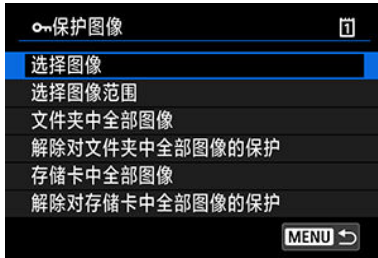 保护图像 1
选择图像
选择图像范围
文件夹中全部图像
解除对文件夹中全部图像的保护
存储卡中全部图像
解除对存储卡中全部图像的保护
MENU